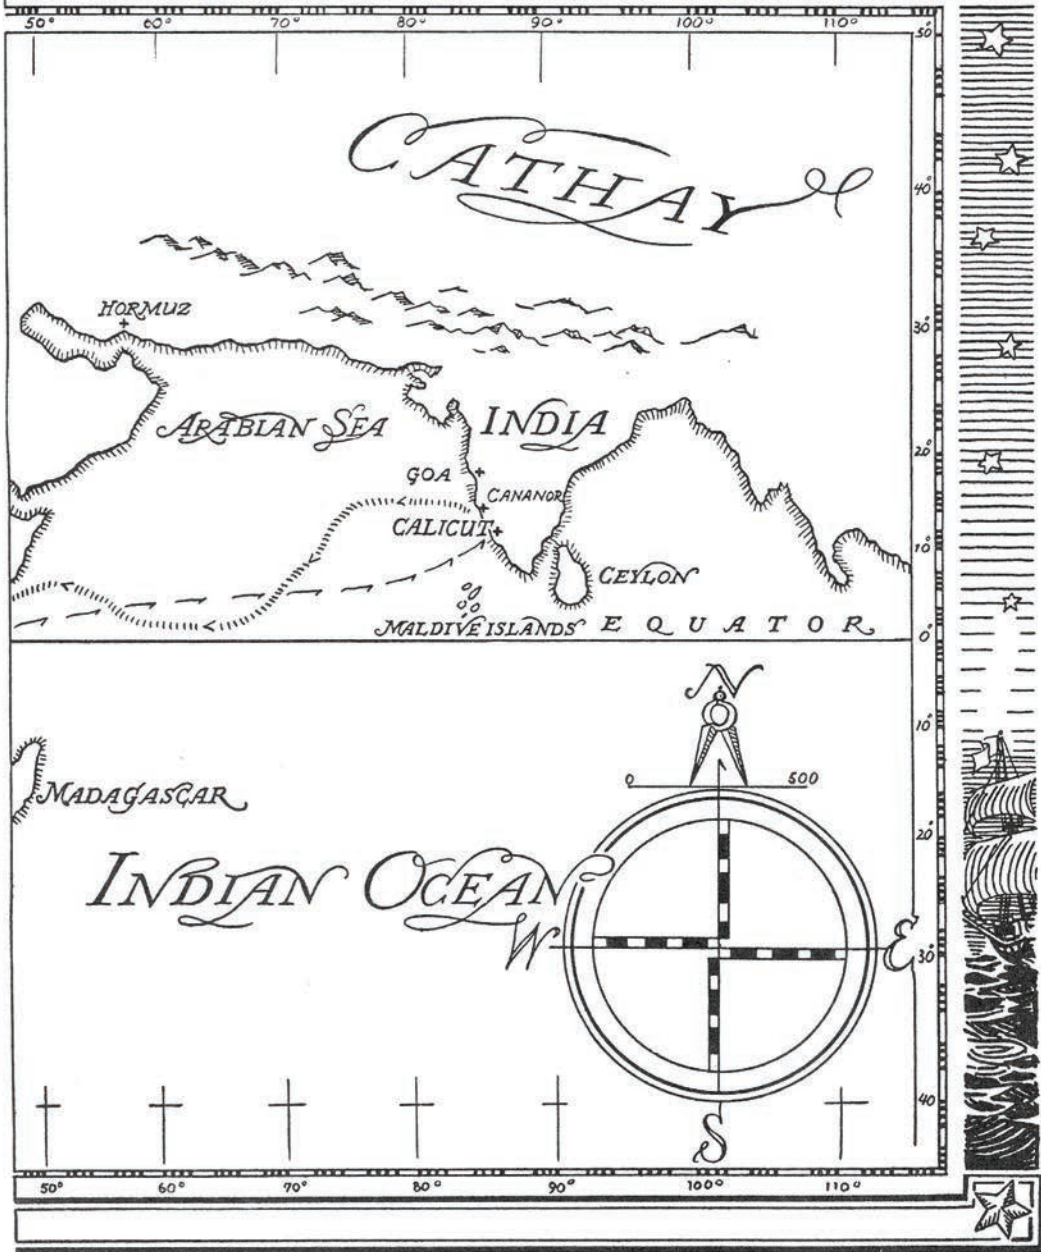 50° 60° 70° 80° 90° 100° 110°
50°
CATHAY
40°
HORMUZ
30°
ARABIAN SEA INDIA
20°
GOA
CANANOR
CALICUT
10°
CEYLON
MALDIVE ISLANDS EQUATOR
0°
N
10°
0 500
MADAGASCAR
20°
INDIAN OCEAN
W E
30°
40
S
50° 60° 70° 80° 90° 100° 110°